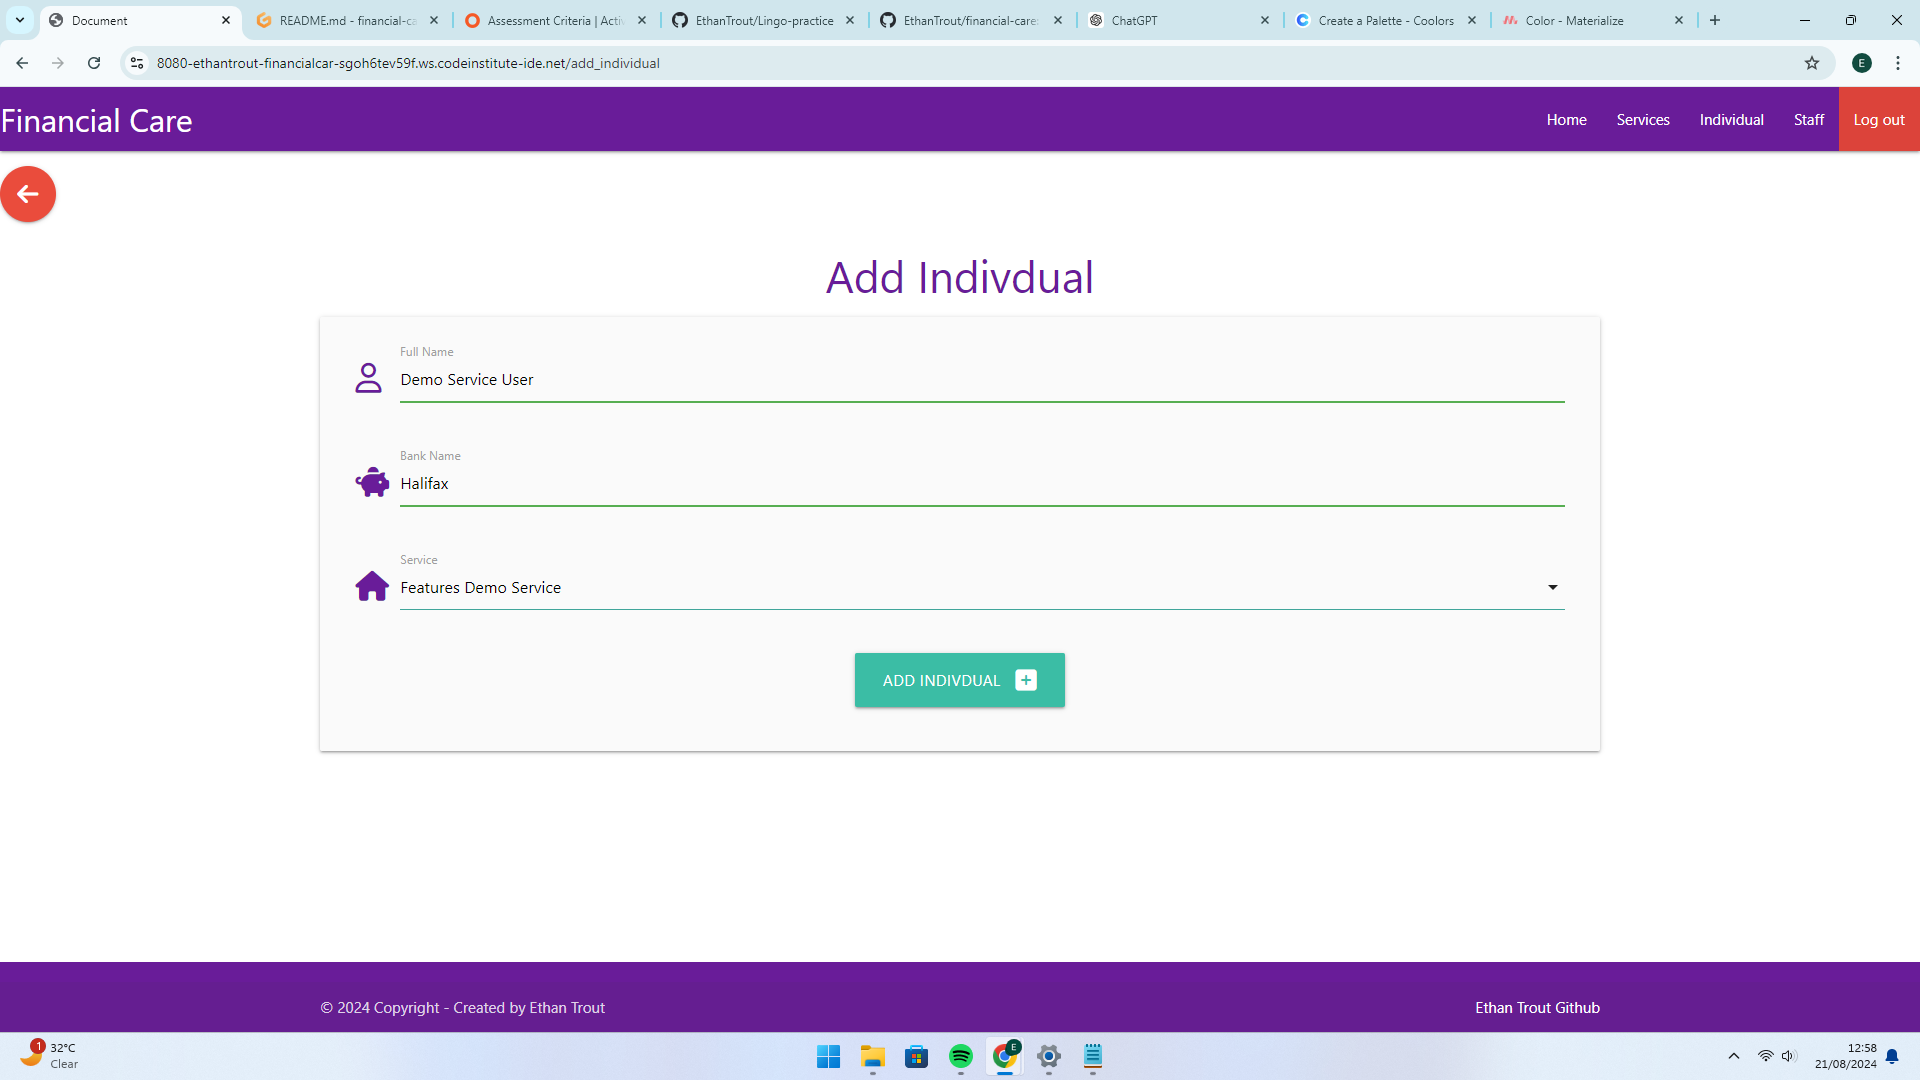 Document
README.md - financial-ca
Assessment Criteria | Activ
EthanTrout/Lingo-practice
EthanTrout/financial-care:
ChatGPT
Create a Palette - Coolors
Color - Materialize
8080-ethantrout-financialcar-sgoh6tev59f.ws.codeinstitute-ide.net/add_individual
E
Financial Care
Home
Services
Individual
Staff
Log out
Add Indivdual
Full Name
Demo Service User
Bank Name
Halifax
Service
Features Demo Service
ADD INDIVDUAL
© 2024 Copyright - Created by Ethan Trout
Ethan Trout Github
1
32°C
Clear
E
12:58
21/08/2024